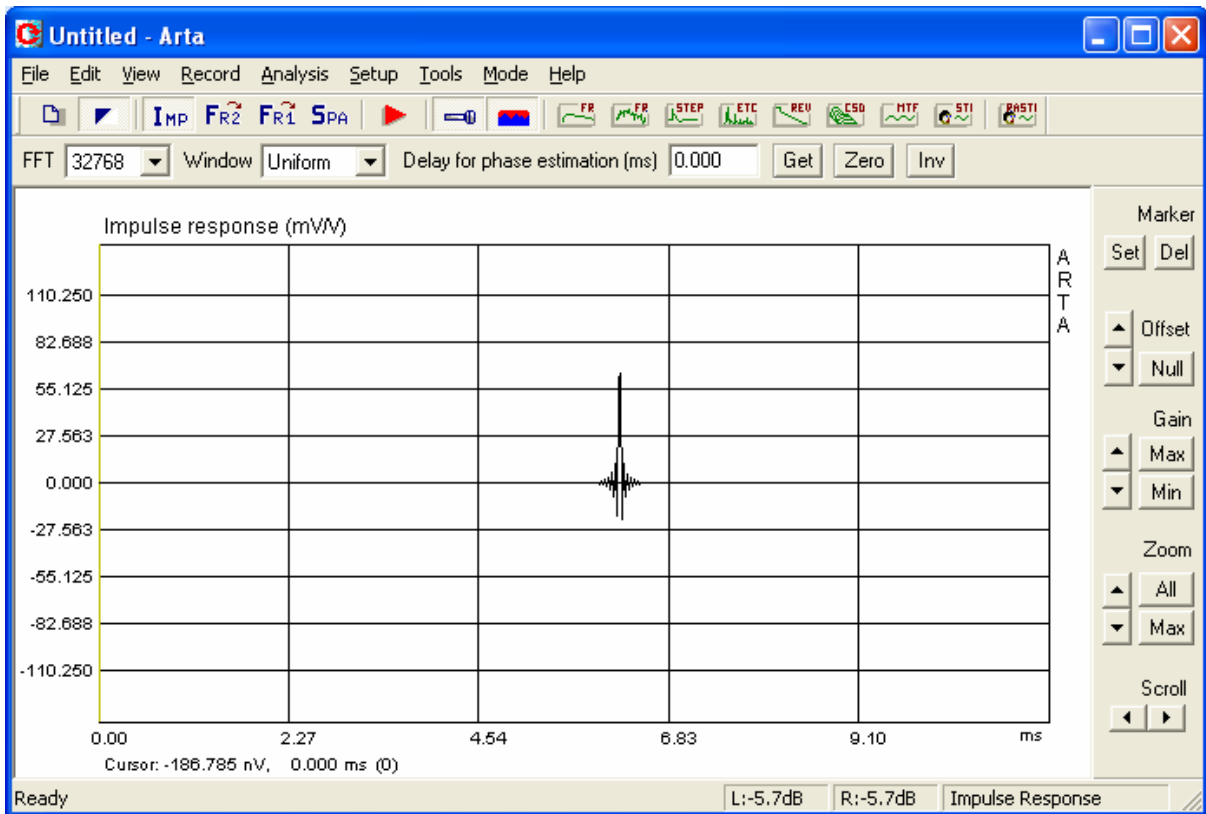 Untitled - Arta
File Edit View Record Analysis Setup Tools Mode Help
IMP FR2 FR1 SPA FR FR STEP ETC REV CSD MTF STI RASTI
FFT 32768 Window Uniform Delay for phase estimation (ms) 0.000 Get Zero Inv
Marker
Set Del
Impulse response (mV/V)
ARTA
110.250
82.688
55.125
27.563
0.000
-27.563
-55.125
-82.688
-110.250
0.00 2.27 4.54 6.83 9.10 ms
Cursor: -186.785 nV, 0.000 ms (0)
Offset
Null
Gain
Max
Min
Zoom
All
Max
Scroll
Ready L:-5.7dB R:-5.7dB Impulse Response